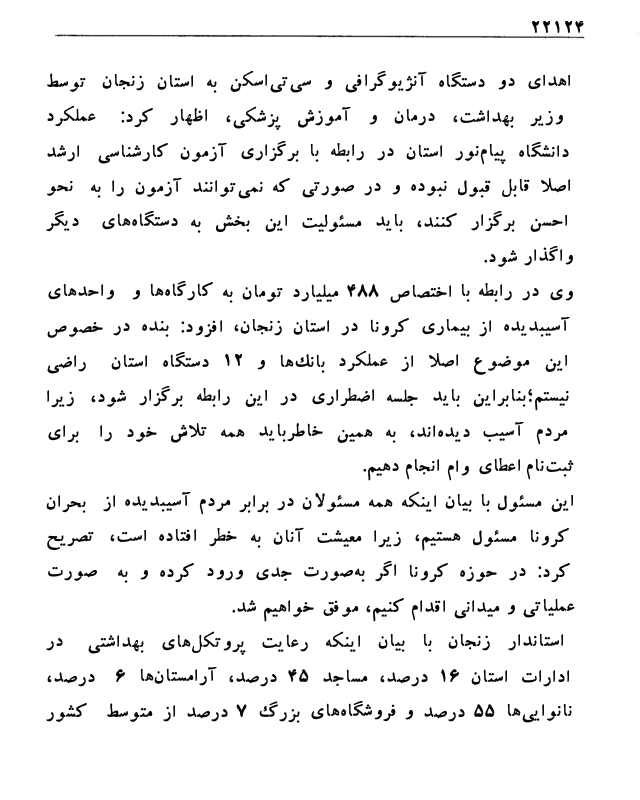 ۲۲۱۲۴
اهدای دو دستگاه آنژیوگرافی و سی‌تی‌اسکن به استان زنجان توسط
وزیر بهداشت، درمان و آموزش پزشکی، اظهار کرد: عملکرد
دانشگاه پیام‌نور استان در رابطه با برگزاری آزمون کارشناسی ارشد
اصلا قابل قبول نبوده و در صورتی که نمی‌توانند آزمون را به نحو
احسن برگزار کنند، باید مسئولیت این بخش به دستگاه‌های دیگر
واگذار شود.
وی در رابطه با اختصاص ۴۸۸ میلیارد تومان به کارگاه‌ها و واحدهای
آسیبدیده از بیماری کرونا در استان زنجان، افزود: بنده در خصوص
این موضوع اصلا از عملکرد بانك‌ها و ۱۲ دستگاه استان راضی
نیستم؛بنابراین باید جلسه اضطراری در این رابطه برگزار شود، زیرا
مردم آسیب دیده‌اند، به همین خاطرباید همه تلاش خود را برای
ثبت‌نام اعطای وام انجام دهیم.
این مسئول با بیان اینکه همه مسئولان در برابر مردم آسیبدیده از بحران
کرونا مسئول هستیم، زیرا معیشت آنان به خطر افتاده است، تصریح
کرد: در حوزه کرونا اگر به‌صورت جدی ورود کرده و به صورت
عملیاتی و میدانی اقدام کنیم، موفق خواهیم شد.
استاندار زنجان با بیان اینکه رعایت پروتکل‌های بهداشتی در
ادارات استان ۱۶ درصد، مساجد ۴۵ درصد، آرامستان‌ها ۶ درصد،
نانوایی‌ها ۵۵ درصد و فروشگاه‌های بزرگ ۷ درصد از متوسط کشور